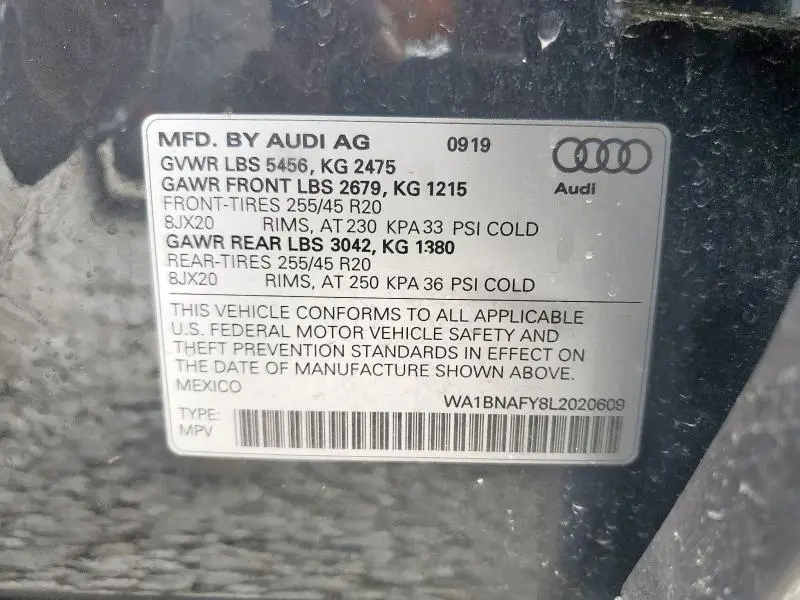 MFD. BY AUDI AG 0919
GVWR LBS 5456, KG 2475
GAWR FRONT LBS 2679, KG 1215
Audi
FRONT-TIRES 255/45 R20
8JX20 RIMS, AT 230 KPA 33 PSI COLD
GAWR REAR LBS 3042, KG 1380
REAR-TIRES 255/45 R20
8JX20 RIMS, AT 250 KPA 36 PSI COLD
THIS VEHICLE CONFORMS TO ALL APPLICABLE
U.S. FEDERAL MOTOR VEHICLE SAFETY AND
THEFT PREVENTION STANDARDS IN EFFECT ON
THE DATE OF MANUFACTURE SHOWN ABOVE.
MEXICO
WA1BNAFY8L2020609
TYPE:
MPV